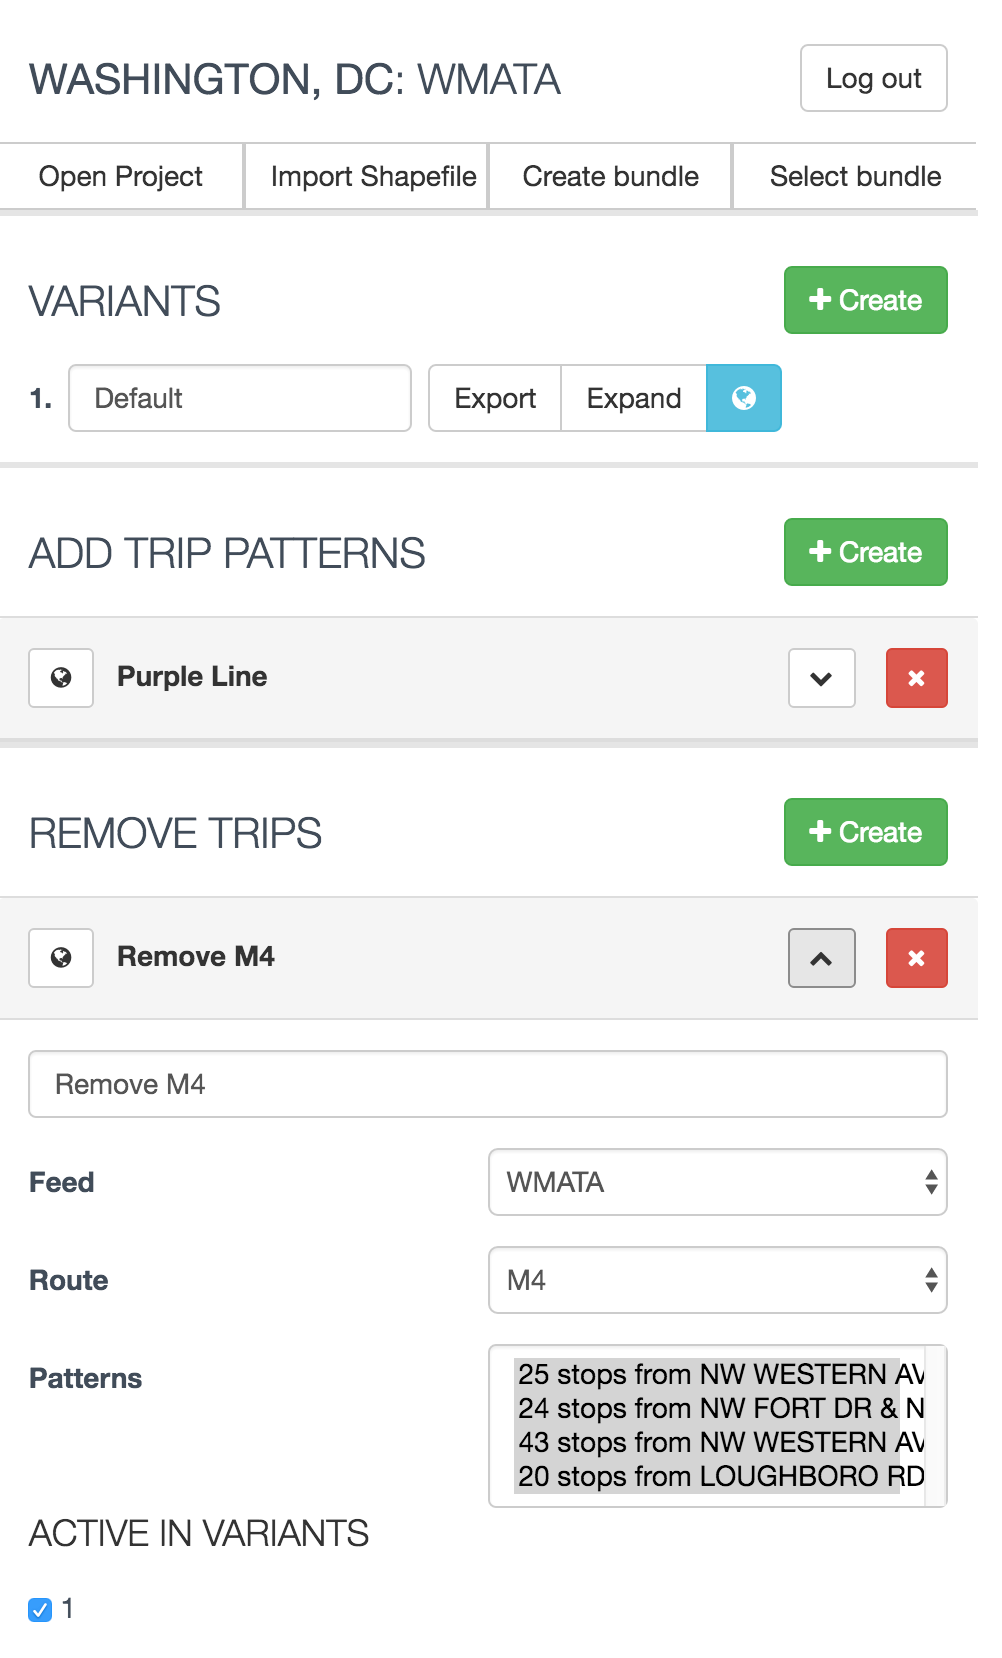 WASHINGTON, DC: WMATA
Log out
Open Project
Import Shapefile
Create bundle
Select bundle
VARIANTS
Create
1. Default
Export
Expand
ADD TRIP PATTERNS
Create
Purple Line
REMOVE TRIPS
Create
Remove M4
Remove M4
Feed
WMATA
Route
M4
Patterns
25 stops from NW WESTERN AV
24 stops from NW FORT DR & N
43 stops from NW WESTERN AV
20 stops from LOUGHBORO RD
ACTIVE IN VARIANTS
1